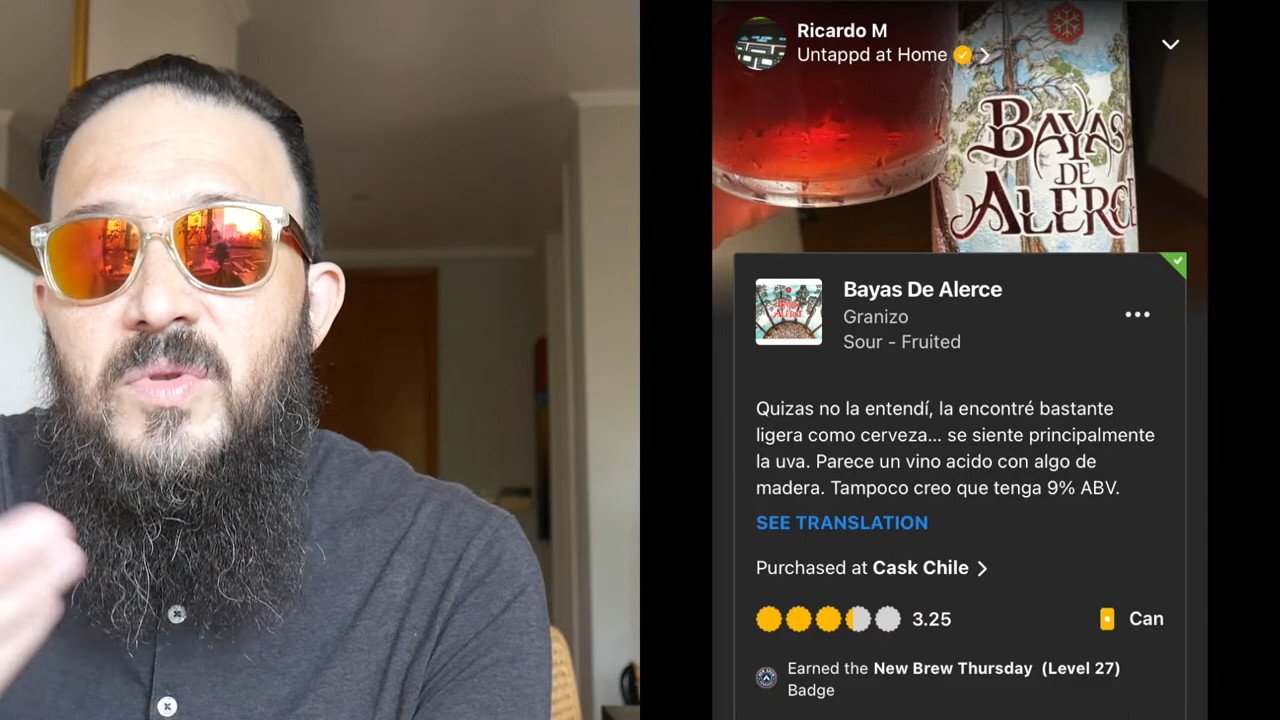 Ricardo M
Untappd at Home
BAYAS
DE
ALERCE
Bayas De Alerce
Granizo
Sour - Fruited
Quizas no la entendí, la encontré bastante
ligera como cerveza... se siente principalmente
la uva. Parece un vino acido con algo de
madera. Tampoco creo que tenga 9% ABV.
SEE TRANSLATION
Purchased at Cask Chile
3.25
Can
Earned the New Brew Thursday (Level 27)
Badge